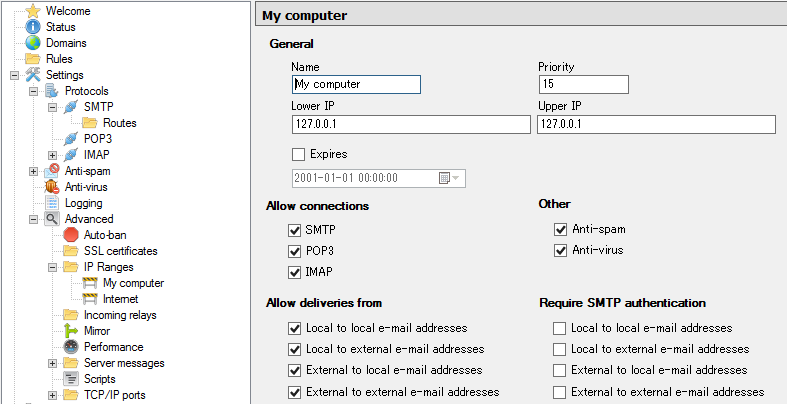 Welcome
Status
Domains
Rules
Settings
Protocols
SMTP
Routes
POP3
IMAP
Anti-spam
Anti-virus
Logging
Advanced
Auto-ban
SSL certificates
IP Ranges
My computer
Internet
Incoming relays
Mirror
Performance
Server messages
Scripts
TCP/IP ports
My computer
General
Name Priority
My computer 15
Lower IP Upper IP
127.0.0.1 127.0.0.1
Expires
2001-01-01 00:00:00
Allow connections Other
SMTP Anti-spam
POP3 Anti-virus
IMAP
Allow deliveries from Require SMTP authentication
Local to local e-mail addresses Local to local e-mail addresses
Local to external e-mail addresses Local to external e-mail addresses
External to local e-mail addresses External to local e-mail addresses
External to external e-mail addresses External to external e-mail addresses